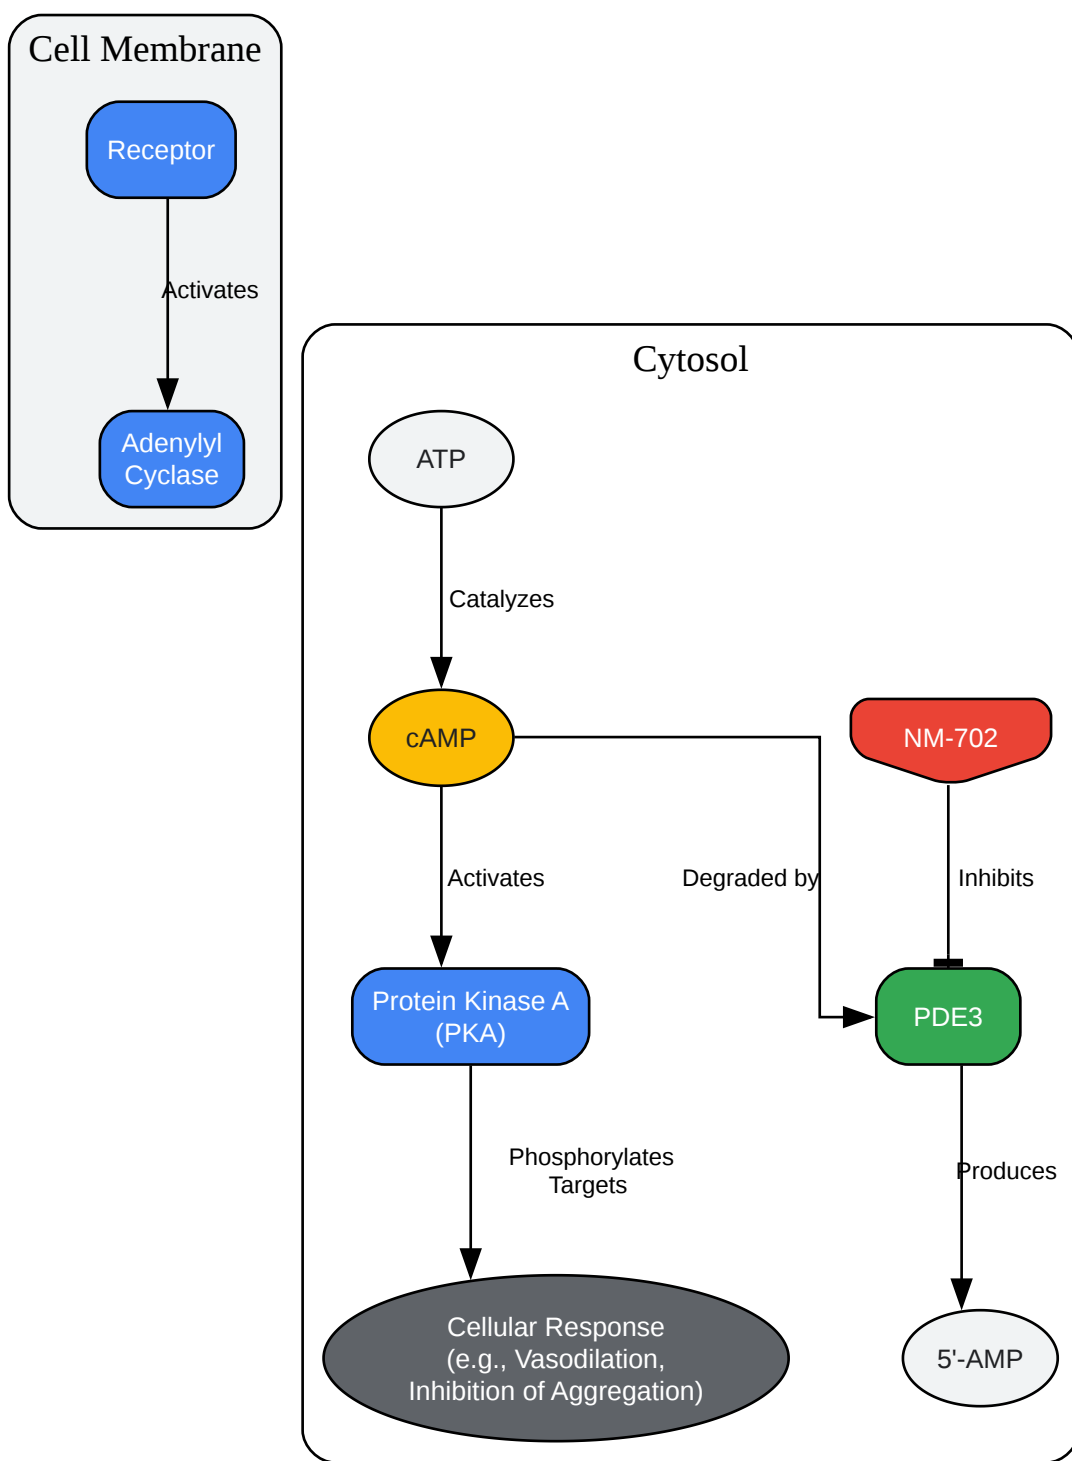 Cell Membrane
Receptor
Activates
Adenylyl
Cyclase
Cytosol
ATP
Catalyzes
cAMP
NM-702
Activates
Degraded by
Inhibits
Protein Kinase A
(PKA)
PDE3
Phosphorylates
Targets
Produces
Cellular Response
(e.g., Vasodilation,
Inhibition of Aggregation)
5'-AMP